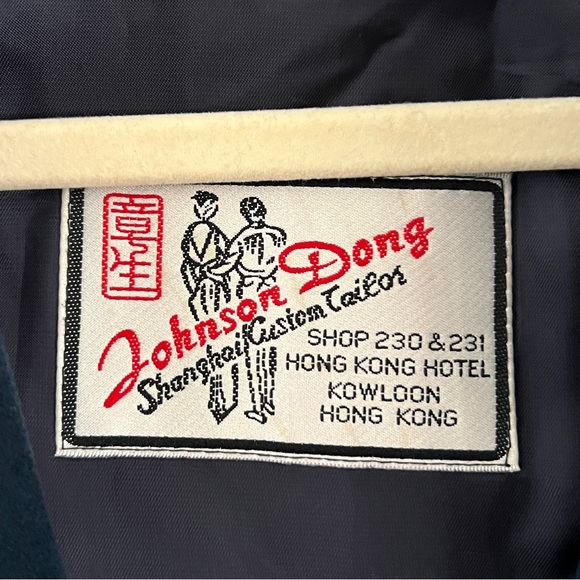 Johnson Dong
Shanghai Custom Tailor
SHOP 230 & 231
HONG KONG HOTEL
KOWLOON
HONG KONG